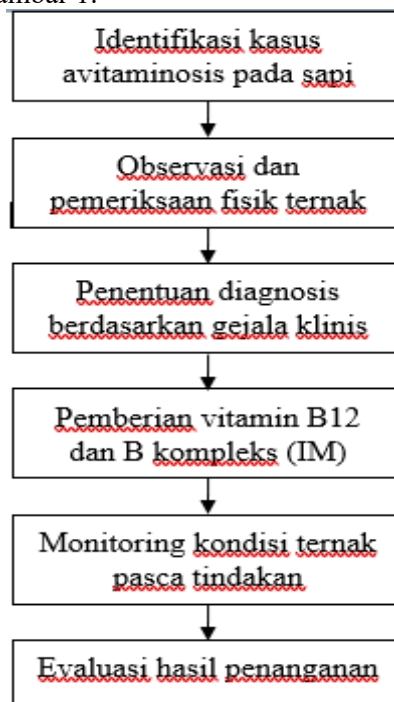 Identifikasi kasus
avitaminosis pada sapi
Observasi dan
pemeriksaan fisik ternak
Penentuan diagnosis
berdasarkan gejala klinis
Pemberian vitamin B12
dan B kompleks (IM)
Monitoring kondisi ternak
pasca tindakan
Evaluasi hasil penanganan